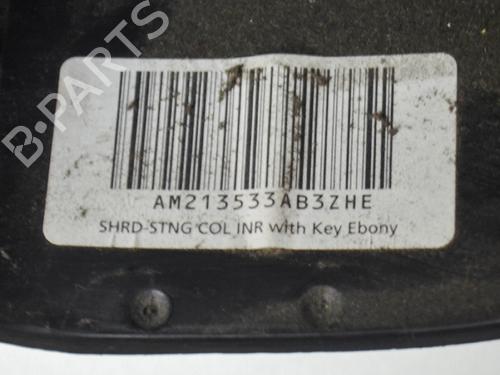 B-PARTS
AM213533AB3ZHE
SHRD-STNG COL INR with Key Ebony